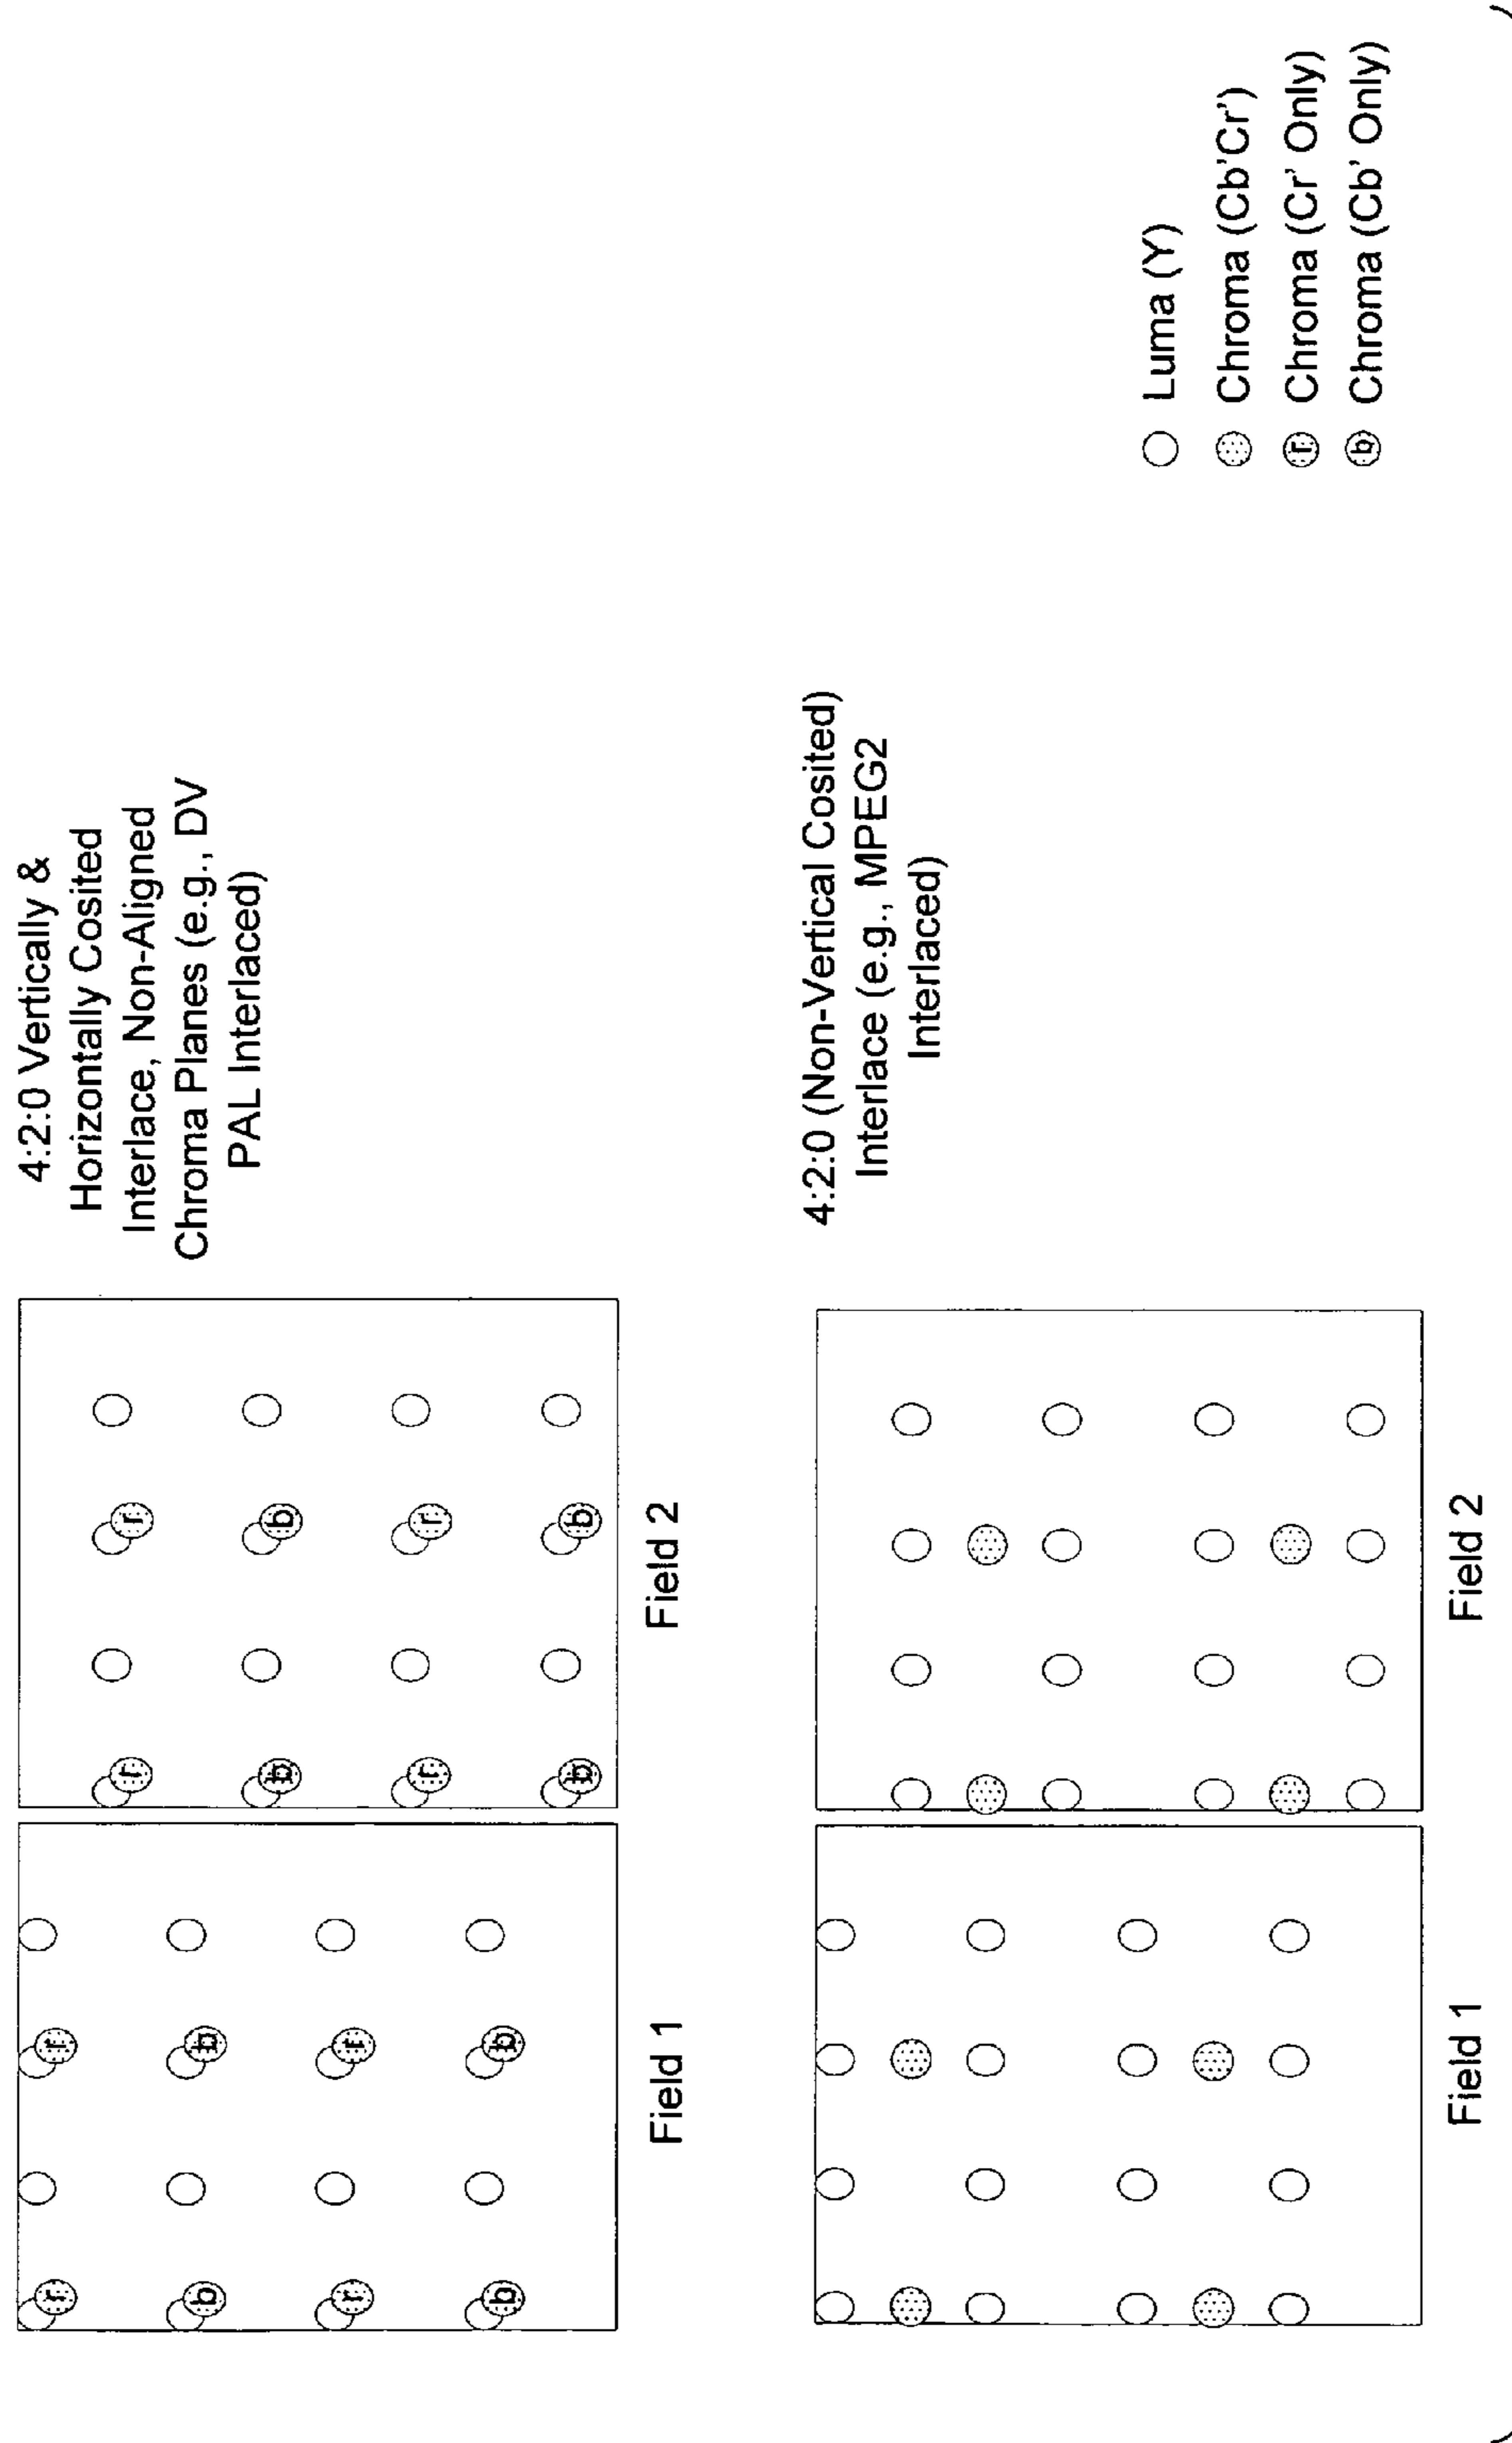 4:2:0 Vertically &
Horizontally Cosited
Interlace, Non-Aligned
Chroma Planes (e.g., DV
PAL Interlaced)
r r
r r
b b
b b
r r
r r
b b
b b
Field 1
Field 2
4:2:0 (Non-Vertical Cosited)
Interlace (e.g., MPEG2
Interlaced)
Field 1
Field 2
Luma (Y)
Chroma (Cb'Cr')
r Chroma (Cr' Only)
b Chroma (Cb' Only)